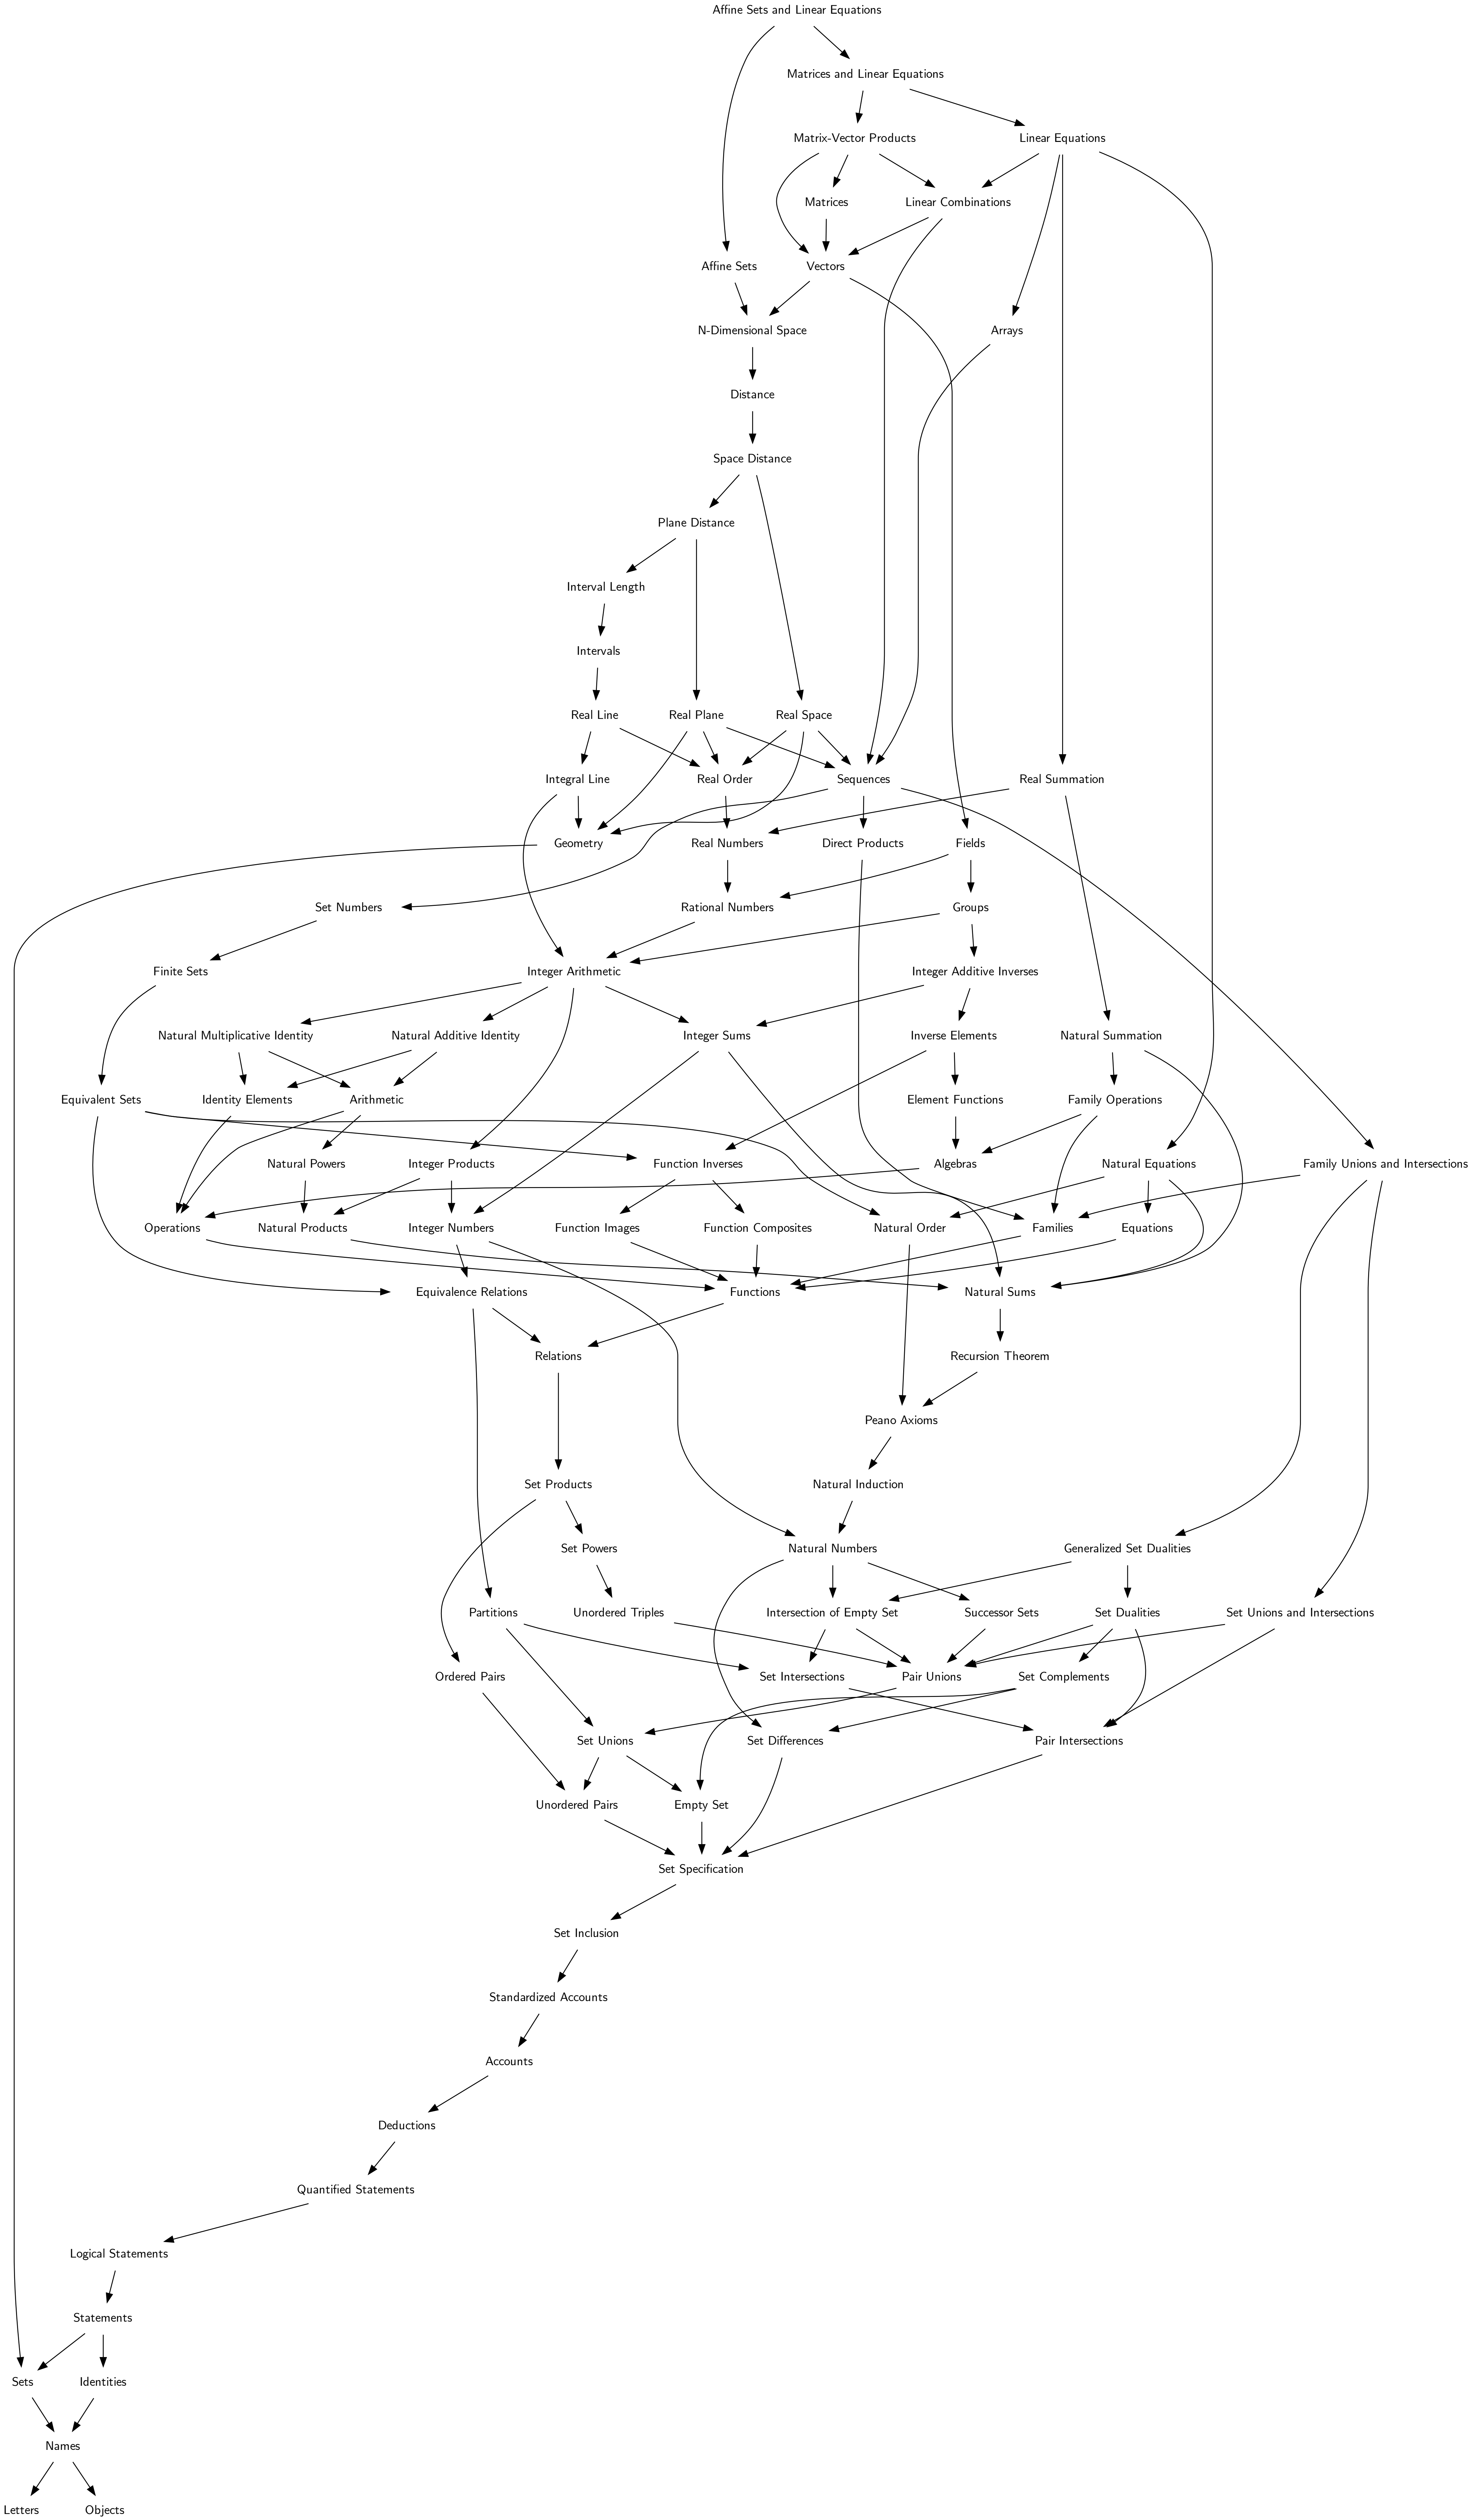 Affine Sets and Linear Equations
Matrices and Linear Equations
Matrix-Vector Products
Linear Equations
Matrices
Linear Combinations
Affine Sets
Vectors
N-Dimensional Space
Arrays
Distance
Space Distance
Plane Distance
Interval Length
Intervals
Real Line
Real Plane
Real Space
Integral Line
Real Order
Sequences
Real Summation
Geometry
Real Numbers
Direct Products
Fields
Set Numbers
Rational Numbers
Groups
Finite Sets
Integer Arithmetic
Integer Additive Inverses
Natural Multiplicative Identity
Natural Additive Identity
Integer Sums
Inverse Elements
Natural Summation
Equivalent Sets
Identity Elements
Arithmetic
Element Functions
Family Operations
Natural Powers
Integer Products
Function Inverses
Algebras
Natural Equations
Family Unions and Intersections
Operations
Natural Products
Integer Numbers
Function Images
Function Composites
Natural Order
Families
Equations
Equivalence Relations
Functions
Natural Sums
Relations
Recursion Theorem
Peano Axioms
Set Products
Natural Induction
Set Powers
Natural Numbers
Generalized Set Dualities
Partitions
Unordered Triples
Intersection of Empty Set
Successor Sets
Set Dualities
Set Unions and Intersections
Ordered Pairs
Set Intersections
Pair Unions
Set Complements
Set Unions
Set Differences
Pair Intersections
Unordered Pairs
Empty Set
Set Specification
Set Inclusion
Standardized Accounts
Accounts
Deductions
Quantified Statements
Logical Statements
Statements
Sets
Identities
Names
Letters
Objects